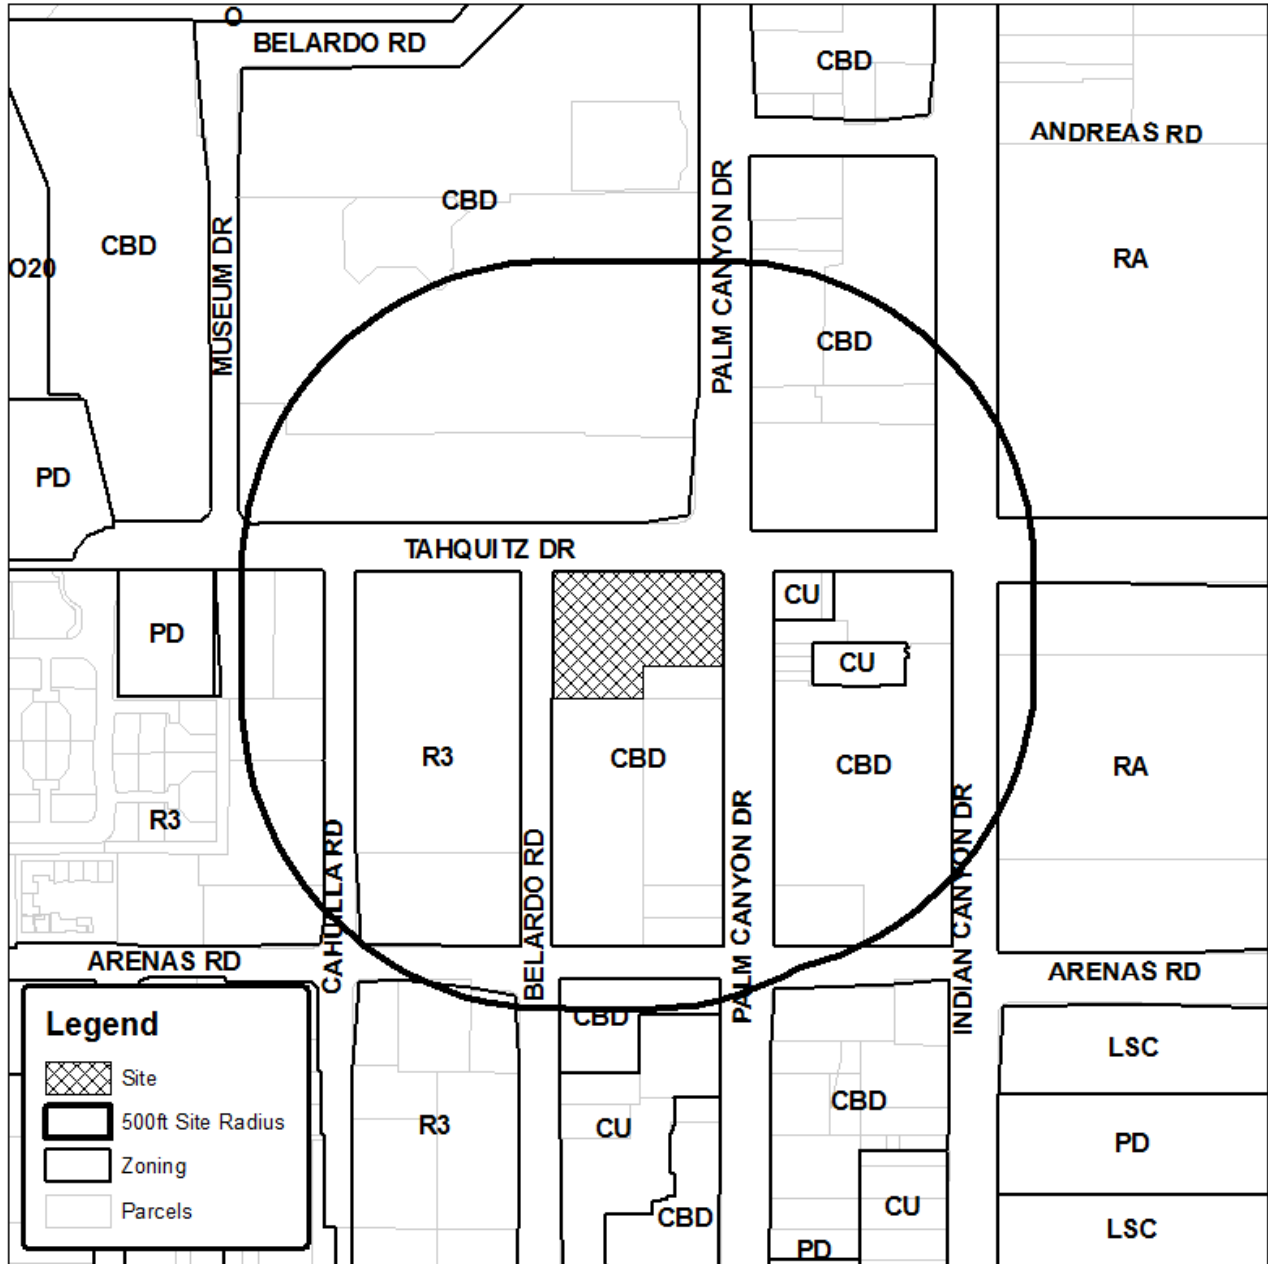 O
BELARDO RD
CBD
ANDREAS RD
CBD
PALM CANYON DR
CBD
MUSEUM DR
RA
O20
CBD
PD
TAHQUITZ DR
CU
PD
CU
R3
CBD
CBD
RA
R3
CAHUILLA RD
BELARDO RD
PALM CANYON DR
INDIAN CANYON DR
ARENAS RD
ARENAS RD
CBD
LSC
CBD
R3
CU
PD
CU
CBD
LSC
PD
Legend
Site
500ft Site Radius
Zoning
Parcels